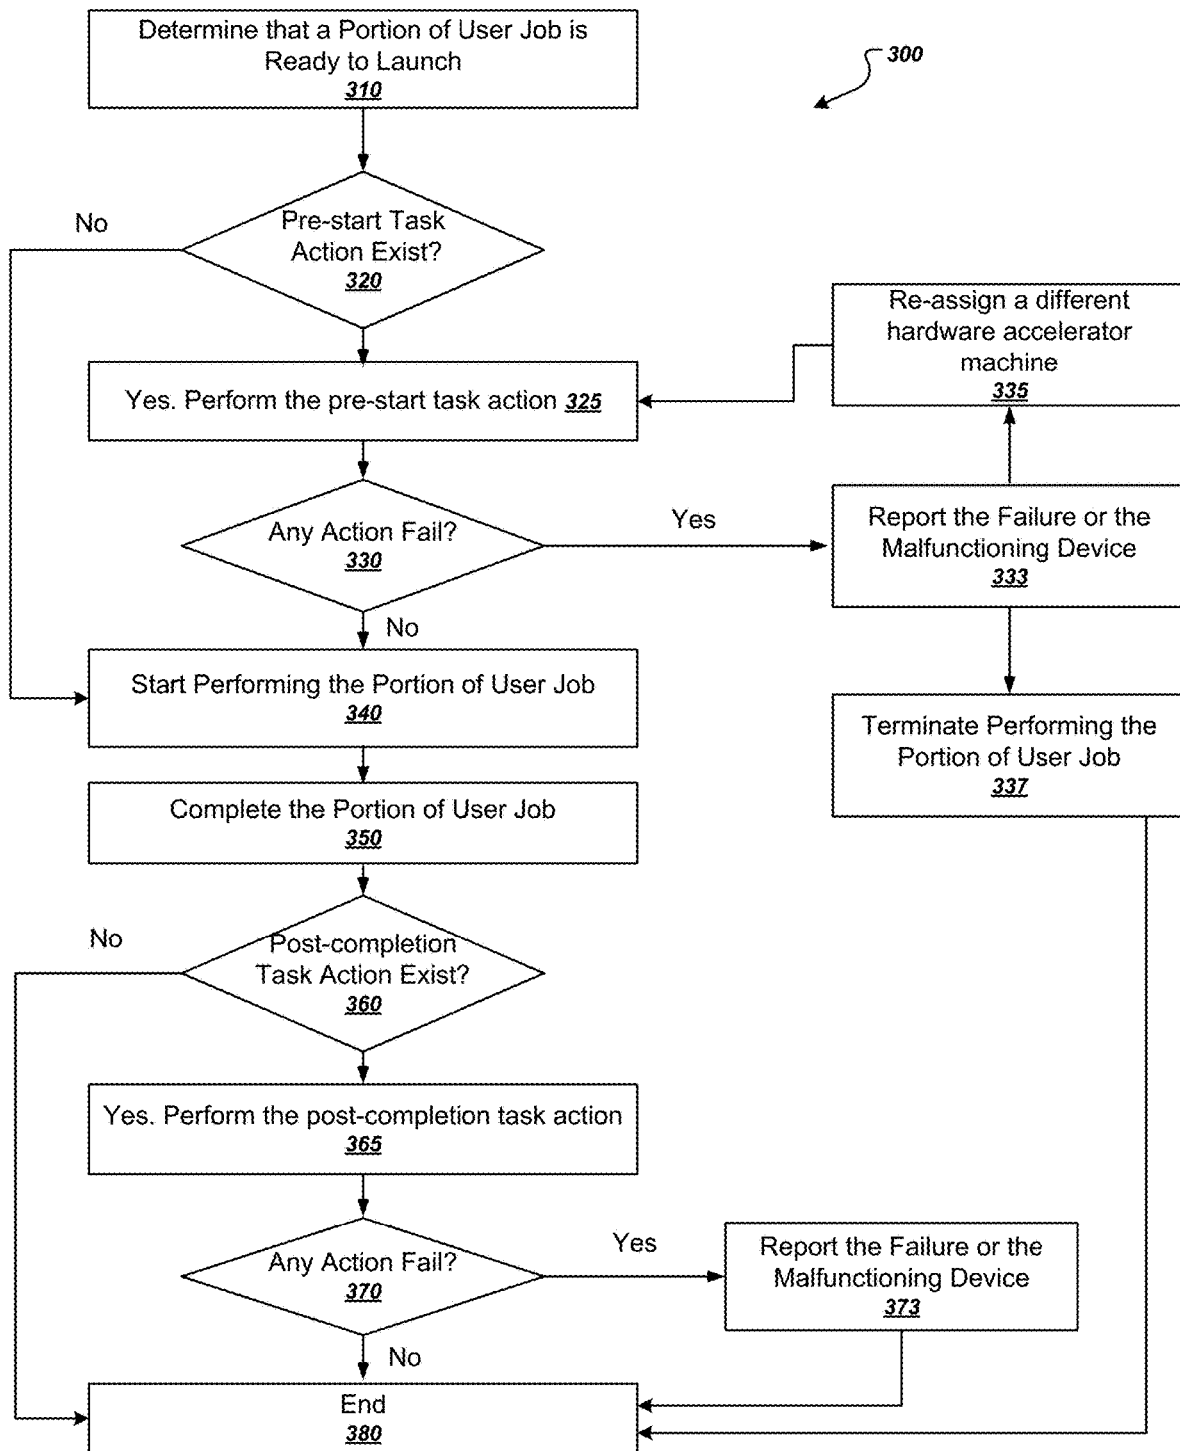 Determine that a Portion of User Job is
Ready to Launch
310
300
No
Pre-start Task
Action Exist?
320
Re-assign a different
hardware accelerator
machine
335
Yes. Perform the pre-start task action 325
Any Action Fail?
330
Yes
Report the Failure or the
Malfunctioning Device
333
No
Start Performing the Portion of User Job
340
Terminate Performing the
Portion of User Job
337
Complete the Portion of User Job
350
No
Post-completion
Task Action Exist?
360
Yes. Perform the post-completion task action
365
Any Action Fail?
370
Yes
Report the Failure or the
Malfunctioning Device
373
No
End
380